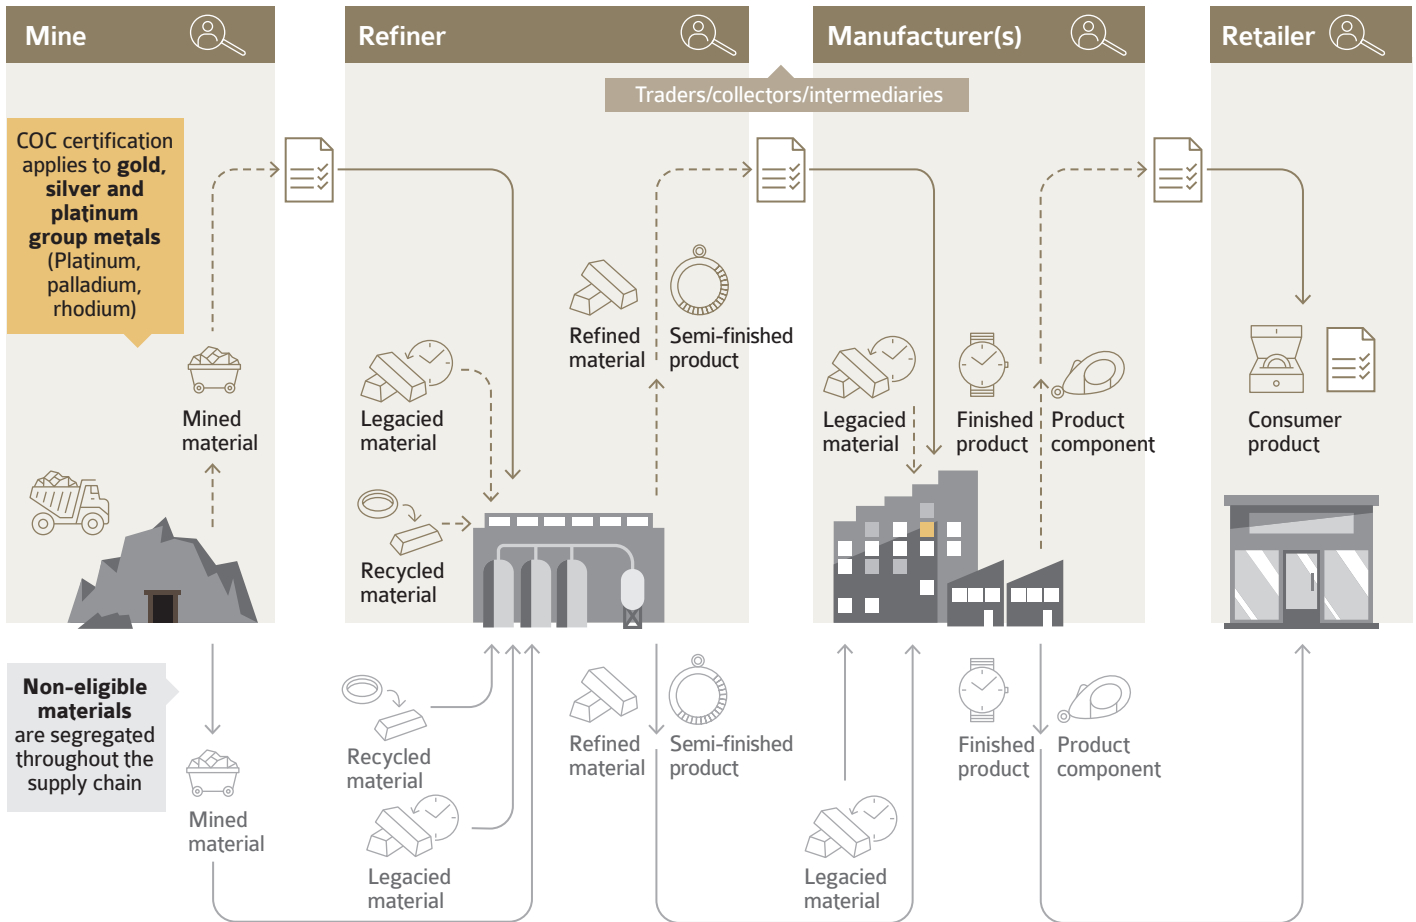 Mine
Refiner
Manufacturer(s)
Retailer
Traders/collectors/intermediaries
COC certification
applies to gold,
silver and
platinum
group metals
(Platinum,
palladium,
rhodium)
Mined
material
Legacied
material
Recycled
material
Refined
material
Semi-finished
product
Legacied
material
Finished
product
Product
component
Consumer
product
Non-eligible
materials
are segregated
throughout the
supply chain
Mined
material
Recycled
material
Legacied
material
Refined
material
Semi-finished
product
Legacied
material
Finished
product
Product
component